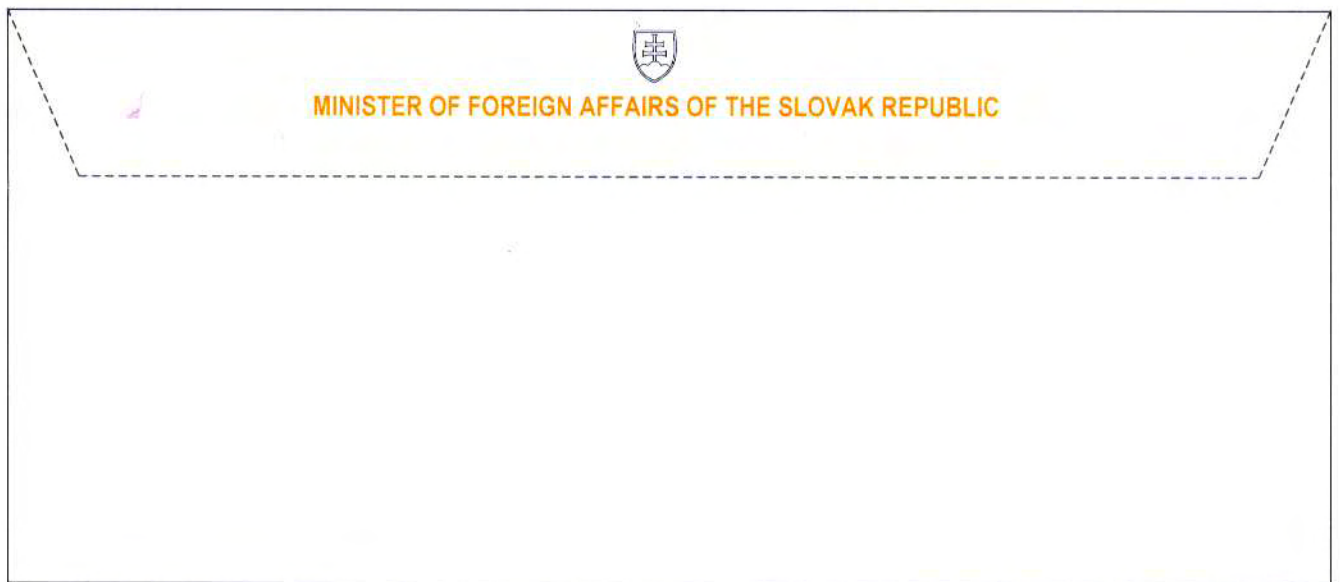 MINISTER OF FOREIGN AFFAIRS OF THE SLOVAK REPUBLIC